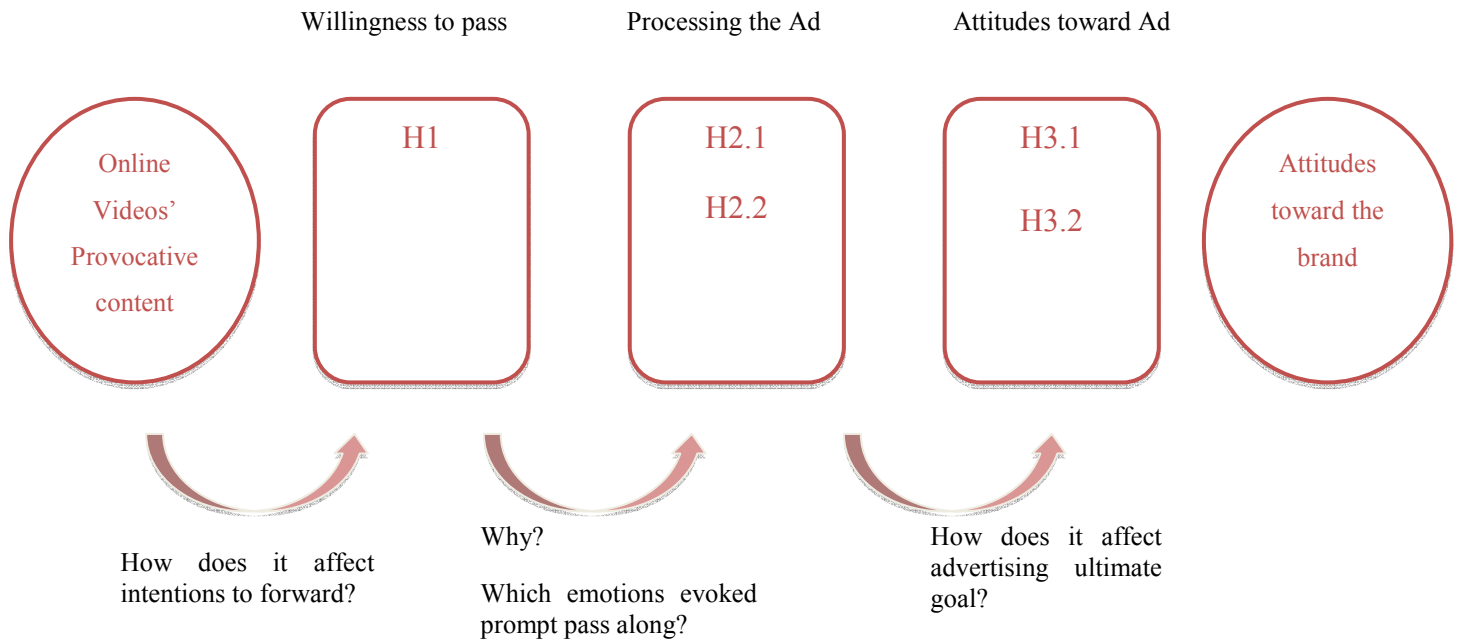 Willingness to pass
Processing the Ad
Attitudes toward Ad
Online
Videos’
Provocative
content
H1
H2.1
H2.2
H3.1
H3.2
Attitudes
toward the
brand
How does it affect
intentions to forward?
Why?
Which emotions evoked
prompt pass along?
How does it affect
advertising ultimate
goal?